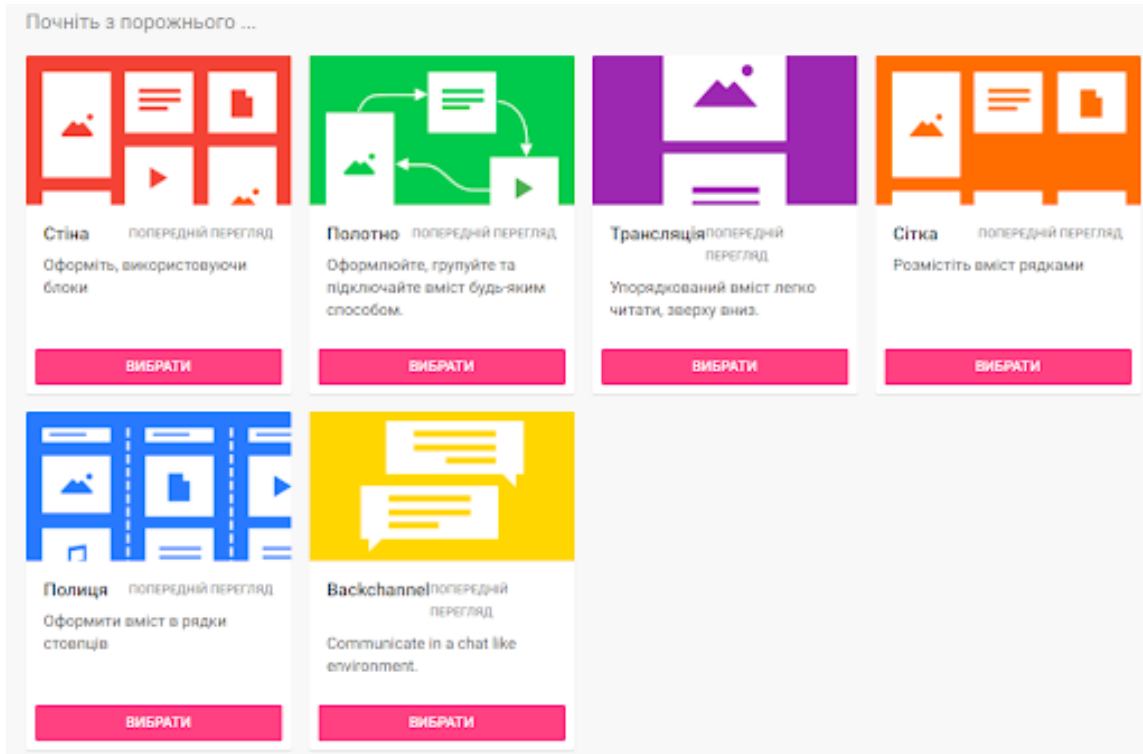 Почніть з порожнього ...
Стіна ПОПЕРЕДНІЙ ПЕРЕГЛЯД
Оформіть, використовуючи
блоки
ВИБРАТИ
Полотно ПОПЕРЕДНІЙ ПЕРЕГЛЯД
Оформлюйте, групуйте та
підключайте вміст будь-яким
способом.
ВИБРАТИ
Трансляція ПОПЕРЕДНІЙ
ПЕРЕГЛЯД
Упорядкований вміст легко
читати, зверху вниз.
ВИБРАТИ
Сітка ПОПЕРЕДНІЙ ПЕРЕГЛЯД
Розмістіть вміст рядками
ВИБРАТИ
Полиця ПОПЕРЕДНІЙ ПЕРЕГЛЯД
Оформити вміст в рядки
стовпців
ВИБРАТИ
Backchannel ПОПЕРЕДНІЙ
ПЕРЕГЛЯД
Communicate in a chat like
environment.
ВИБРАТИ